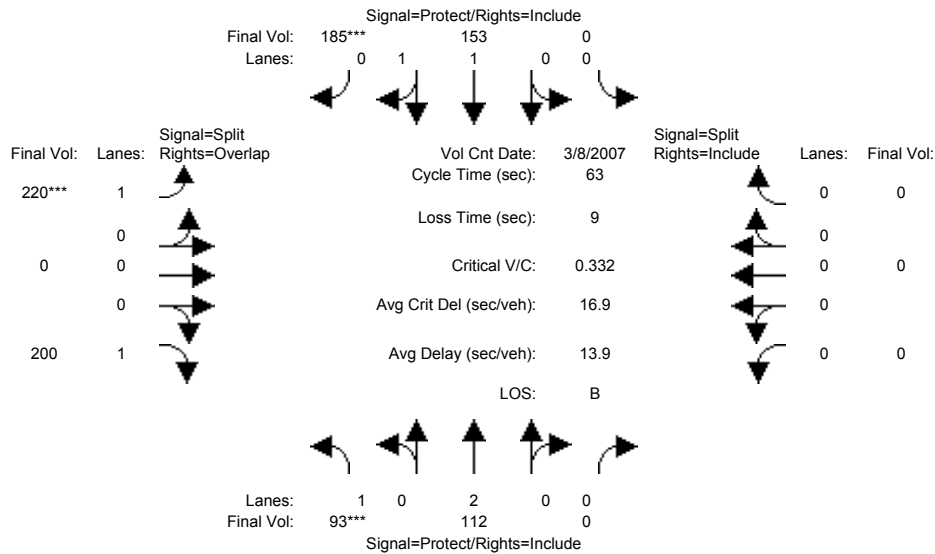 Signal=Protect/Rights=Include
Final Vol: 185*** 153 0
Lanes: 0 1 1 0 0
Signal=Split Signal=Split
Final Vol: Lanes: Rights=Overlap Vol Cnt Date: 3/8/2007 Rights=Include Lanes: Final Vol:
Cycle Time (sec): 63
220*** 1 0 0
Loss Time (sec): 9
0 0
0 0 Critical V/C: 0.332 0 0
0 Avg Crit Del (sec/veh): 16.9 0
200 1 Avg Delay (sec/veh): 13.9 0 0
LOS: B
Lanes: 1 0 2 0 0
Final Vol: 93*** 112 0
Signal=Protect/Rights=Include